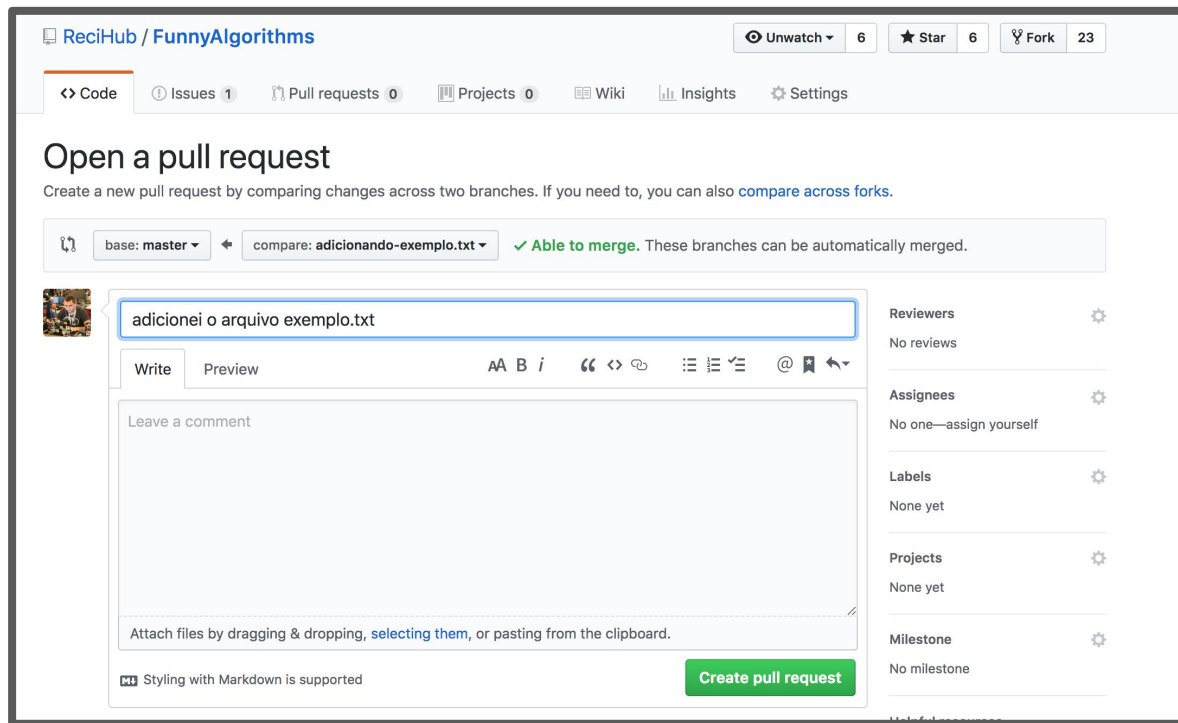 ReciHub / FunnyAlgorithms
Unwatch 6 Star 6 Fork 23
Code Issues 1 Pull requests 0 Projects 0 Wiki Insights Settings
Open a pull request
Create a new pull request by comparing changes across two branches. If you need to, you can also compare across forks.
base: master compare: adicionando-exemplo.txt Able to merge. These branches can be automatically merged.
adicionei o arquivo exemplo.txt
Write Preview
Leave a comment
Attach files by dragging & dropping, selecting them, or pasting from the clipboard.
Styling with Markdown is supported
Create pull request
Reviewers
No reviews
Assignees
No one—assign yourself
Labels
None yet
Projects
None yet
Milestone
No milestone